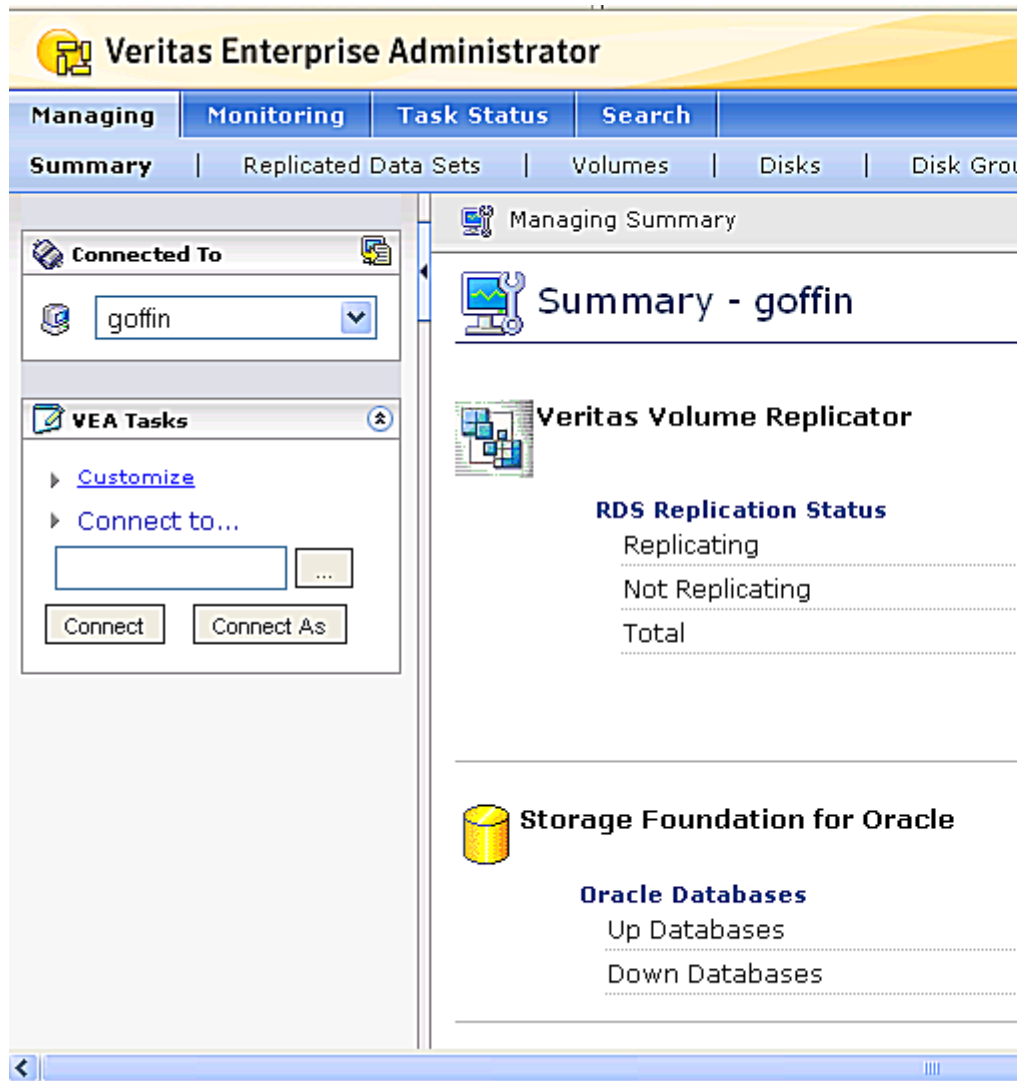 Veritas Enterprise Administrator
Managing Monitoring Task Status Search
Summary | Replicated Data Sets | Volumes | Disks | Disk Grou
Managing Summary
Connected To
goffin
Summary - goffin
VEA Tasks
Customize
Connect to...
...
Connect Connect As
Veritas Volume Replicator
RDS Replication Status
Replicating
Not Replicating
Total
Storage Foundation for Oracle
Oracle Databases
Up Databases
Down Databases